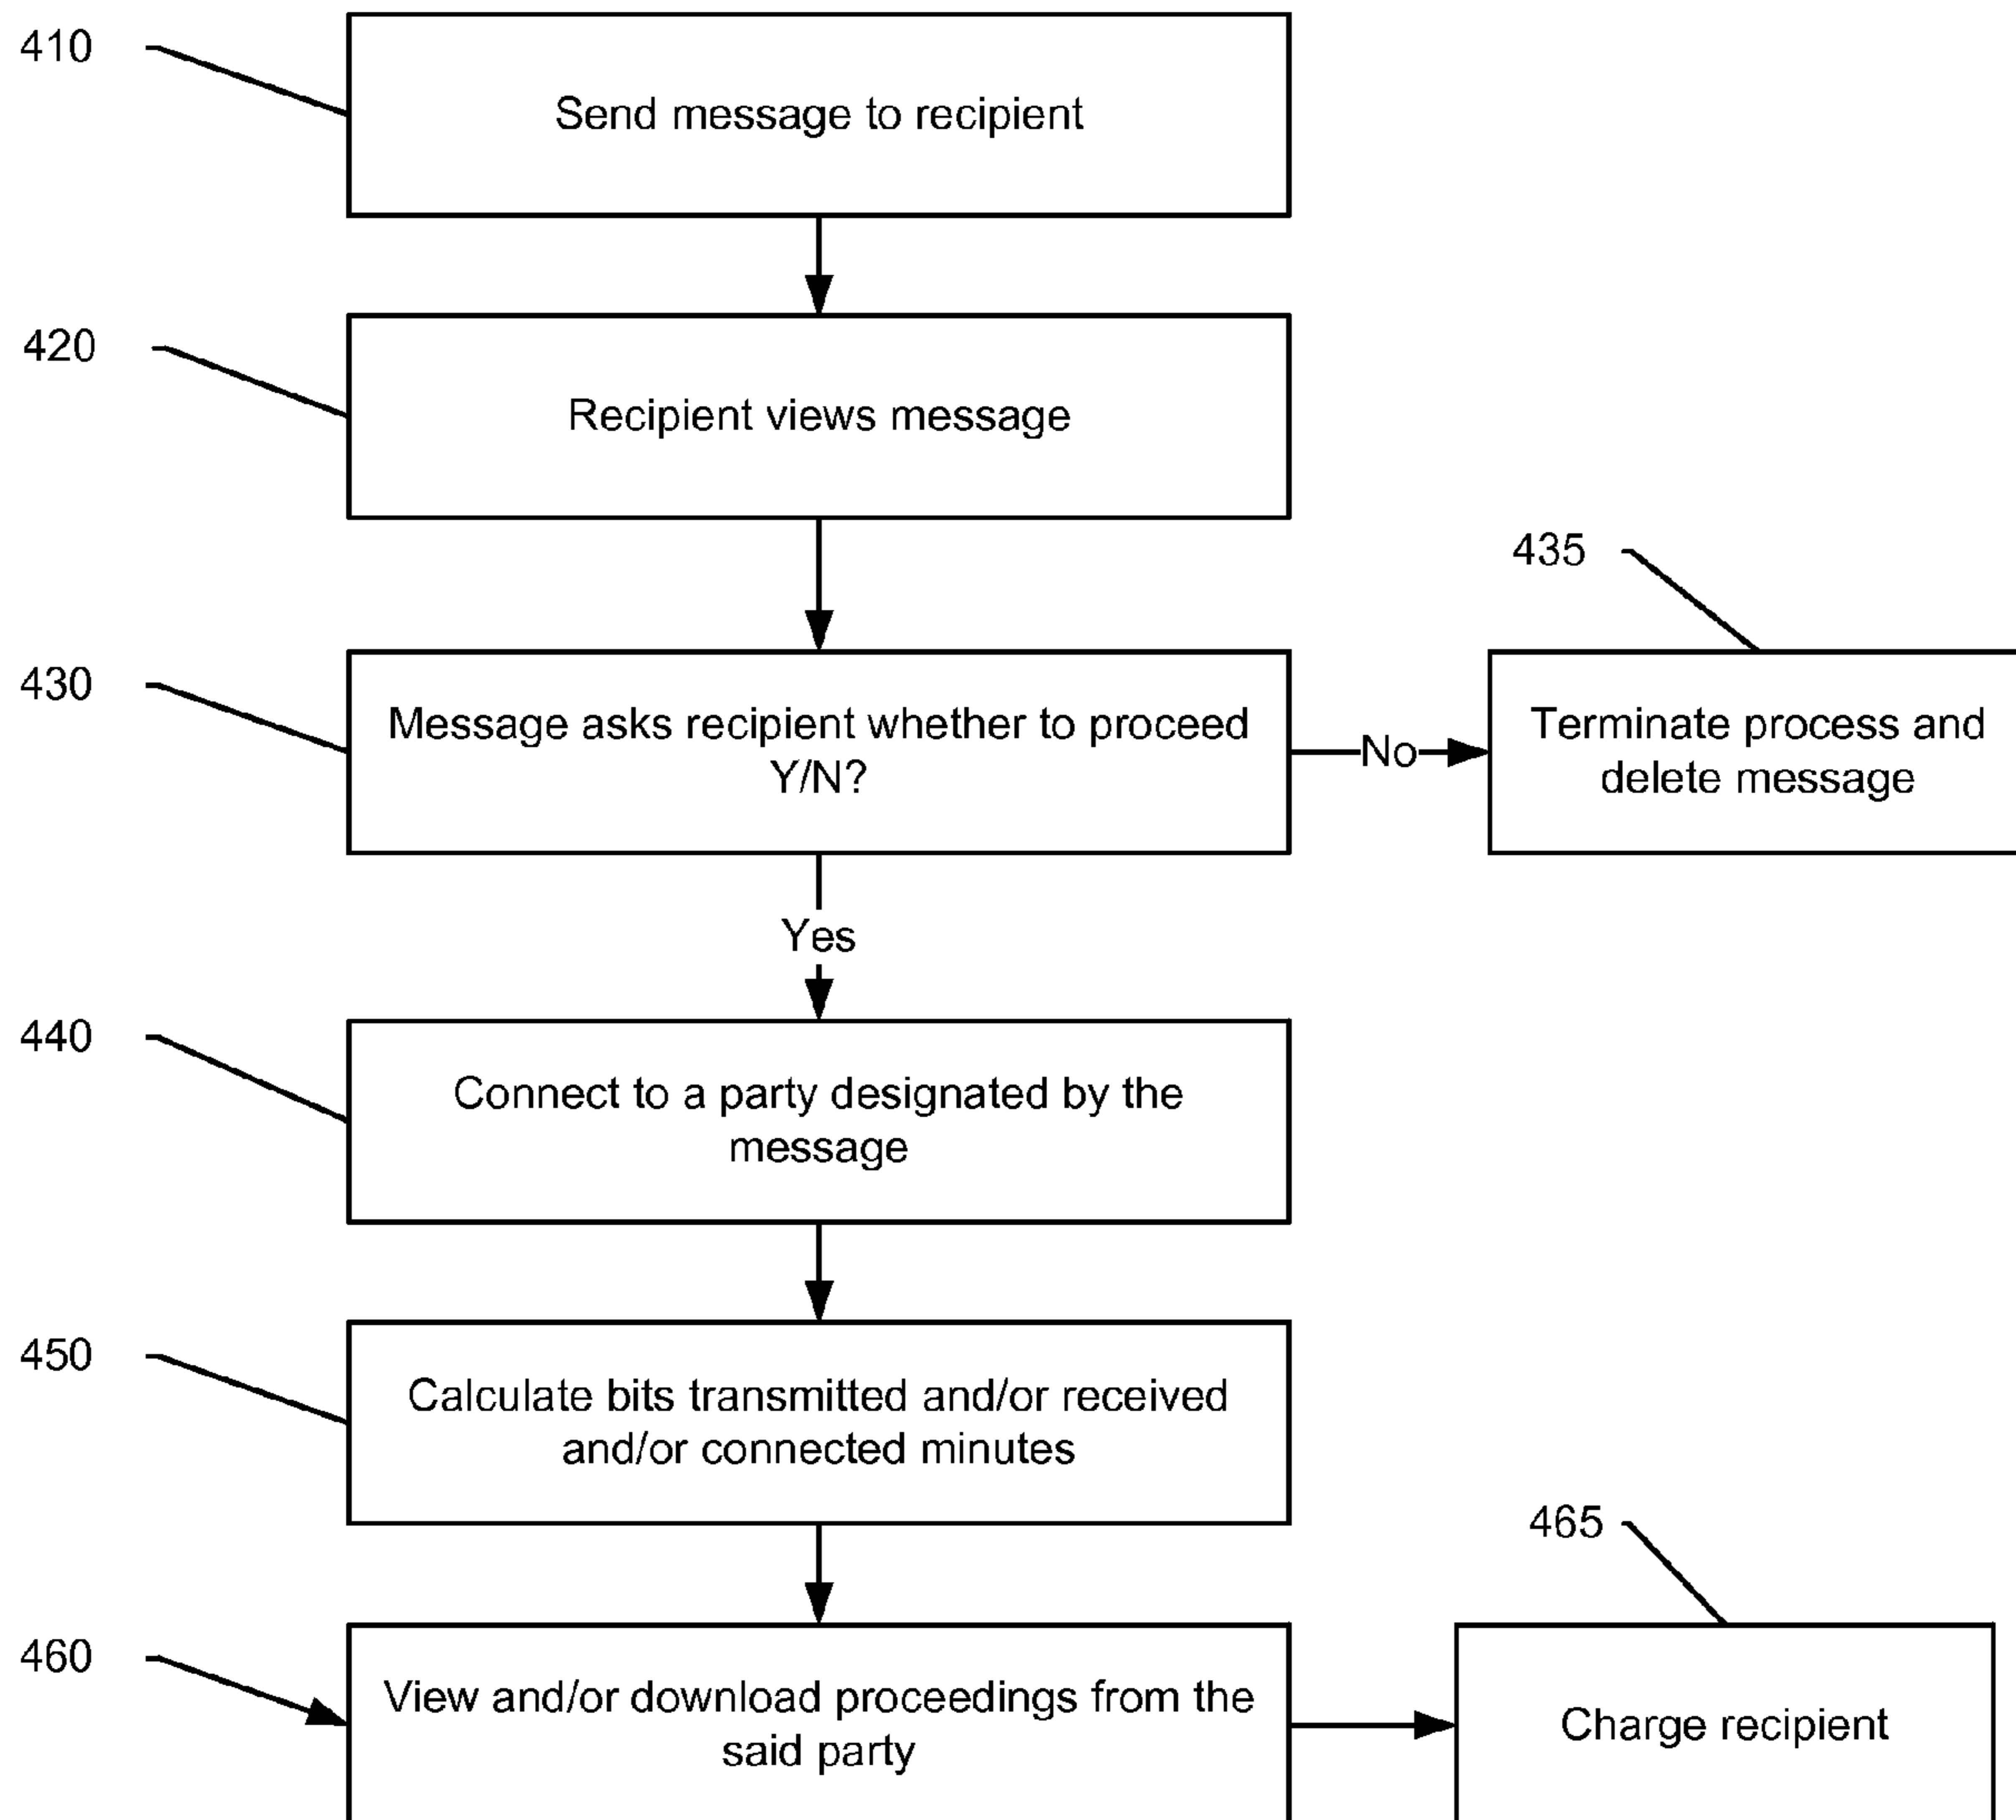 410
Send message to recipient
420
Recipient views message
435
430
Message asks recipient whether to proceed
Y/N?
No
Terminate process and
delete message
Yes
440
Connect to a party designated by the
message
450
Calculate bits transmitted and/or received
and/or connected minutes
465
460
View and/or download proceedings from the
said party
Charge recipient